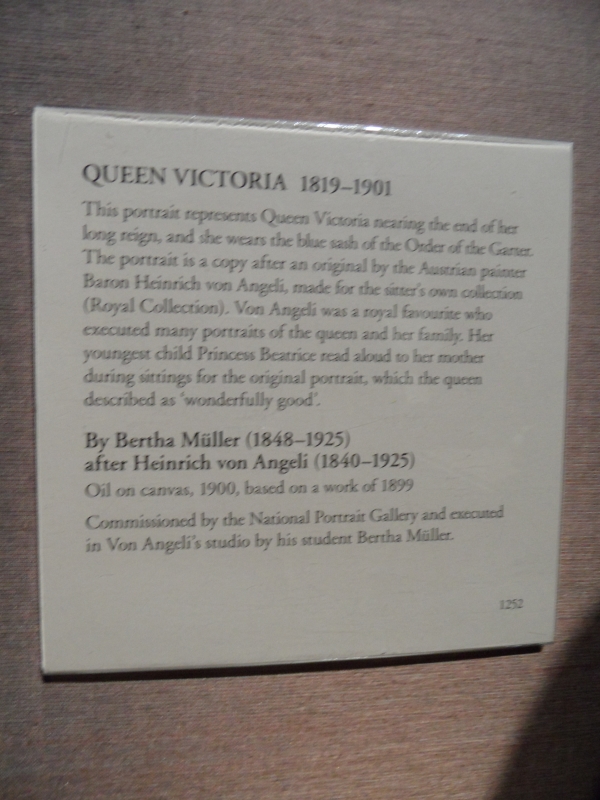 QUEEN VICTORIA 1819–1901
This portrait represents Queen Victoria nearing the end of her
long reign, and she wears the blue sash of the Order of the Garter.
The portrait is a copy after an original by the Austrian painter
Baron Heinrich von Angeli, made for the sitter's own collection
(Royal Collection). Von Angeli was a royal favourite who
executed many portraits of the queen and her family. Her
youngest child Princess Beatrice read aloud to her mother
during sittings for the original portrait, which the queen
described as 'wonderfully good'.
By Bertha Müller (1848–1925)
after Heinrich von Angeli (1840–1925)
Oil on canvas, 1900, based on a work of 1899
Commissioned by the National Portrait Gallery and executed
in Von Angeli's studio by his student Bertha Müller.
1252